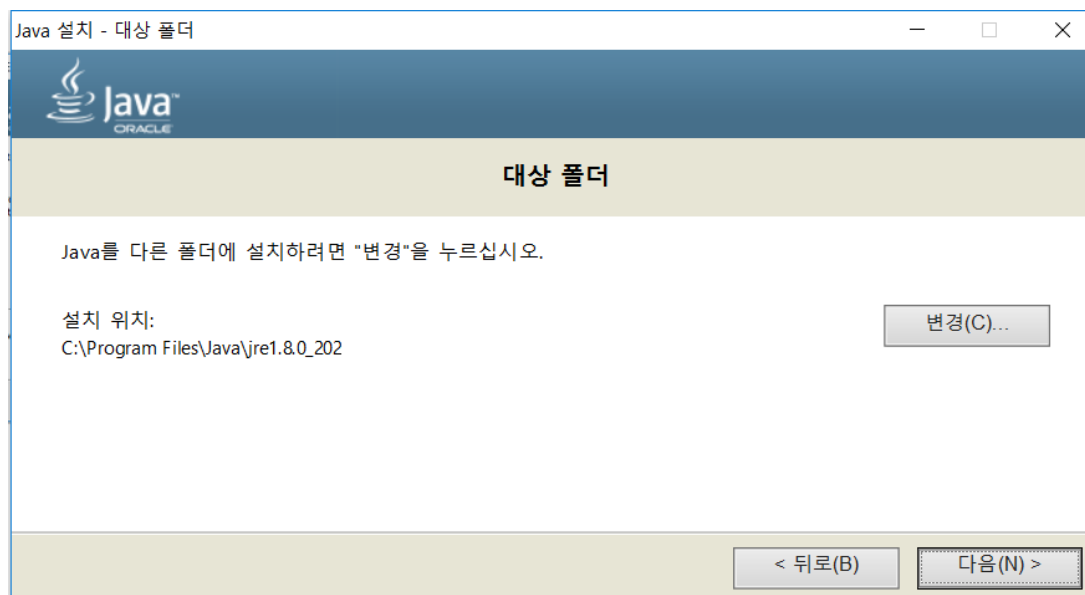 Java 설치 - 대상 폴더
Java™
ORACLE
대상 폴더
Java를 다른 폴더에 설치하려면 "변경"을 누르십시오.
설치 위치:
변경(C)...
C:\Program Files\Java\jre1.8.0_202
< 뒤로(B)
다음(N) >